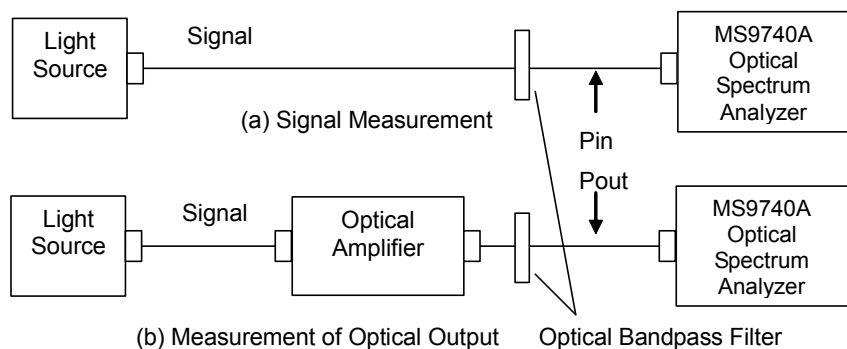 Light
Source
Signal
MS9740A
Optical
Spectrum
Analyzer
(a) Signal Measurement
Pin
Pout
Light
Source
Signal
Optical
Amplifier
MS9740A
Optical
Spectrum
Analyzer
(b) Measurement of Optical Output
Optical Bandpass Filter